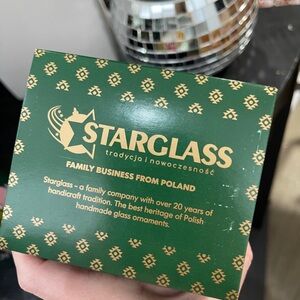 STARGLASS
tradycja i nowoczesność
FAMILY BUSINESS FROM POLAND
Starglass - a family company with over 20 years of
handicraft tradition. The best heritage of Polish
handmade glass ornaments.